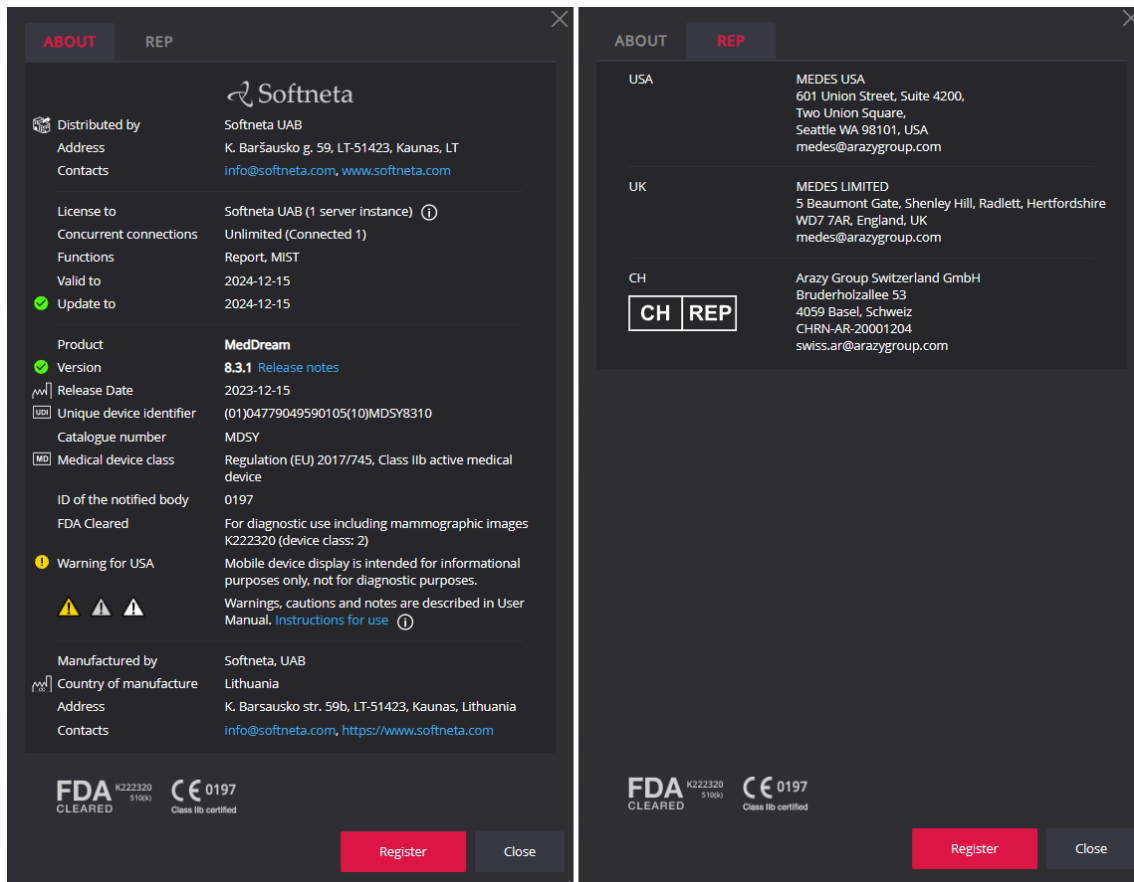 ABOUT REP
Softneta
Distributed by Softneta UAB
Address K. Baršausko g. 59, LT-51423, Kaunas, LT
Contacts info@softneta.com, www.softneta.com
License to Softneta UAB (1 server instance)
Concurrent connections Unlimited (Connected 1)
Functions Report, MIST
Valid to 2024-12-15
Update to 2024-12-15
Product MedDream
Version 8.3.1 Release notes
Release Date 2023-12-15
UDI Unique device identifier (01)04779049590105(10)MDSY8310
Catalogue number MDSY
MD Medical device class Regulation (EU) 2017/745, Class IIb active medical
device
ID of the notified body 0197
FDA Cleared For diagnostic use including mammographic images
K222320 (device class: 2)
Warning for USA Mobile device display is intended for informational
purposes only, not for diagnostic purposes.
Warnings, cautions and notes are described in User
Manual. Instructions for use
Manufactured by Softneta, UAB
Country of manufacture Lithuania
Address K. Barsausko str. 59b, LT-51423, Kaunas, Lithuania
Contacts info@softneta.com, https://www.softneta.com
FDA K222320 CE 0197
CLEARED 510(k) Class IIb certified
Register Close
ABOUT REP
USA MEDES USA
601 Union Street, Suite 4200,
Two Union Square,
Seattle WA 98101, USA
medes@arazygroup.com
UK MEDES LIMITED
5 Beaumont Gate, Shenley Hill, Radlett, Hertfordshire
WD7 7AR, England, UK
medes@arazygroup.com
CH Arazy Group Switzerland GmbH
Bruderholzallee 53
CH REP 4059 Basel, Schweiz
CHRN-AR-20001204
swiss.ar@arazygroup.com
FDA K222320 CE 0197
CLEARED 510(k) Class IIb certified
Register Close